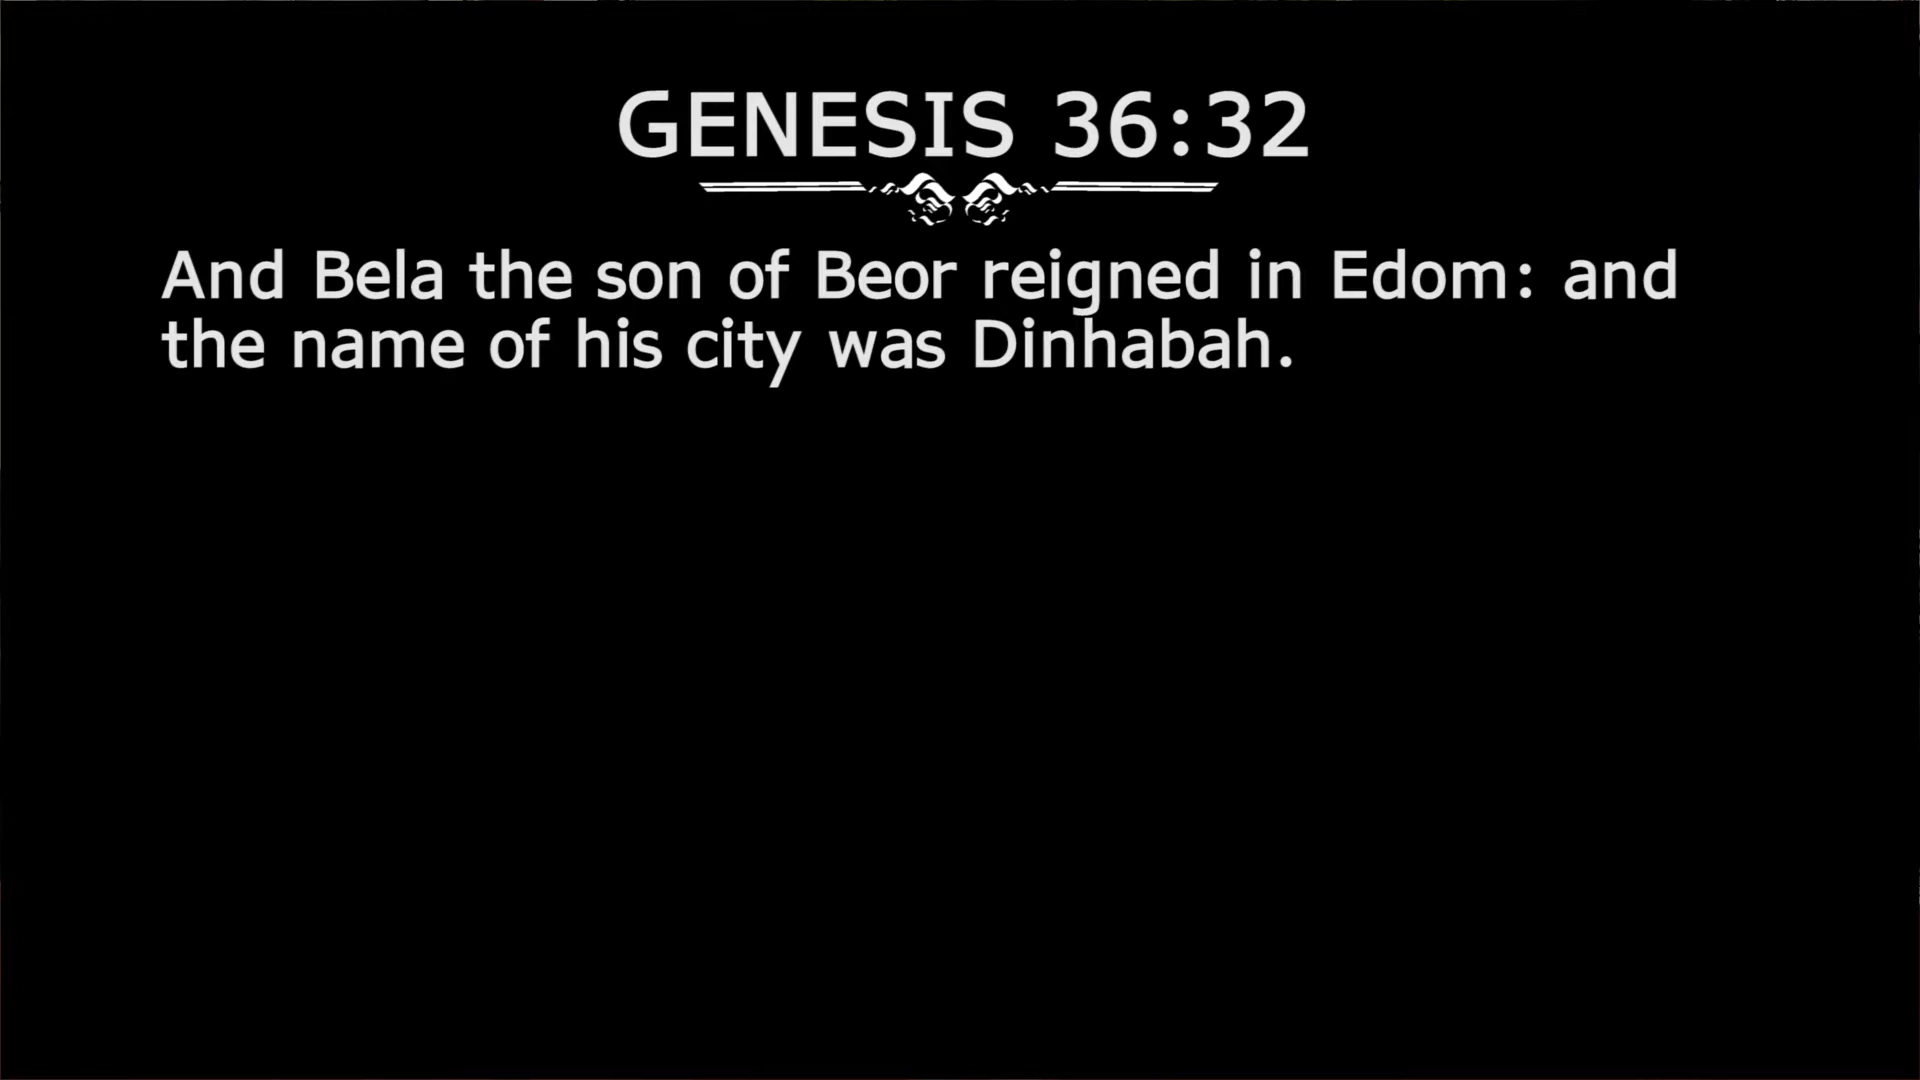 GENESIS 36:32
And Bela the son of Beor reigned in Edom: and
the name of his city was Dinhabah.